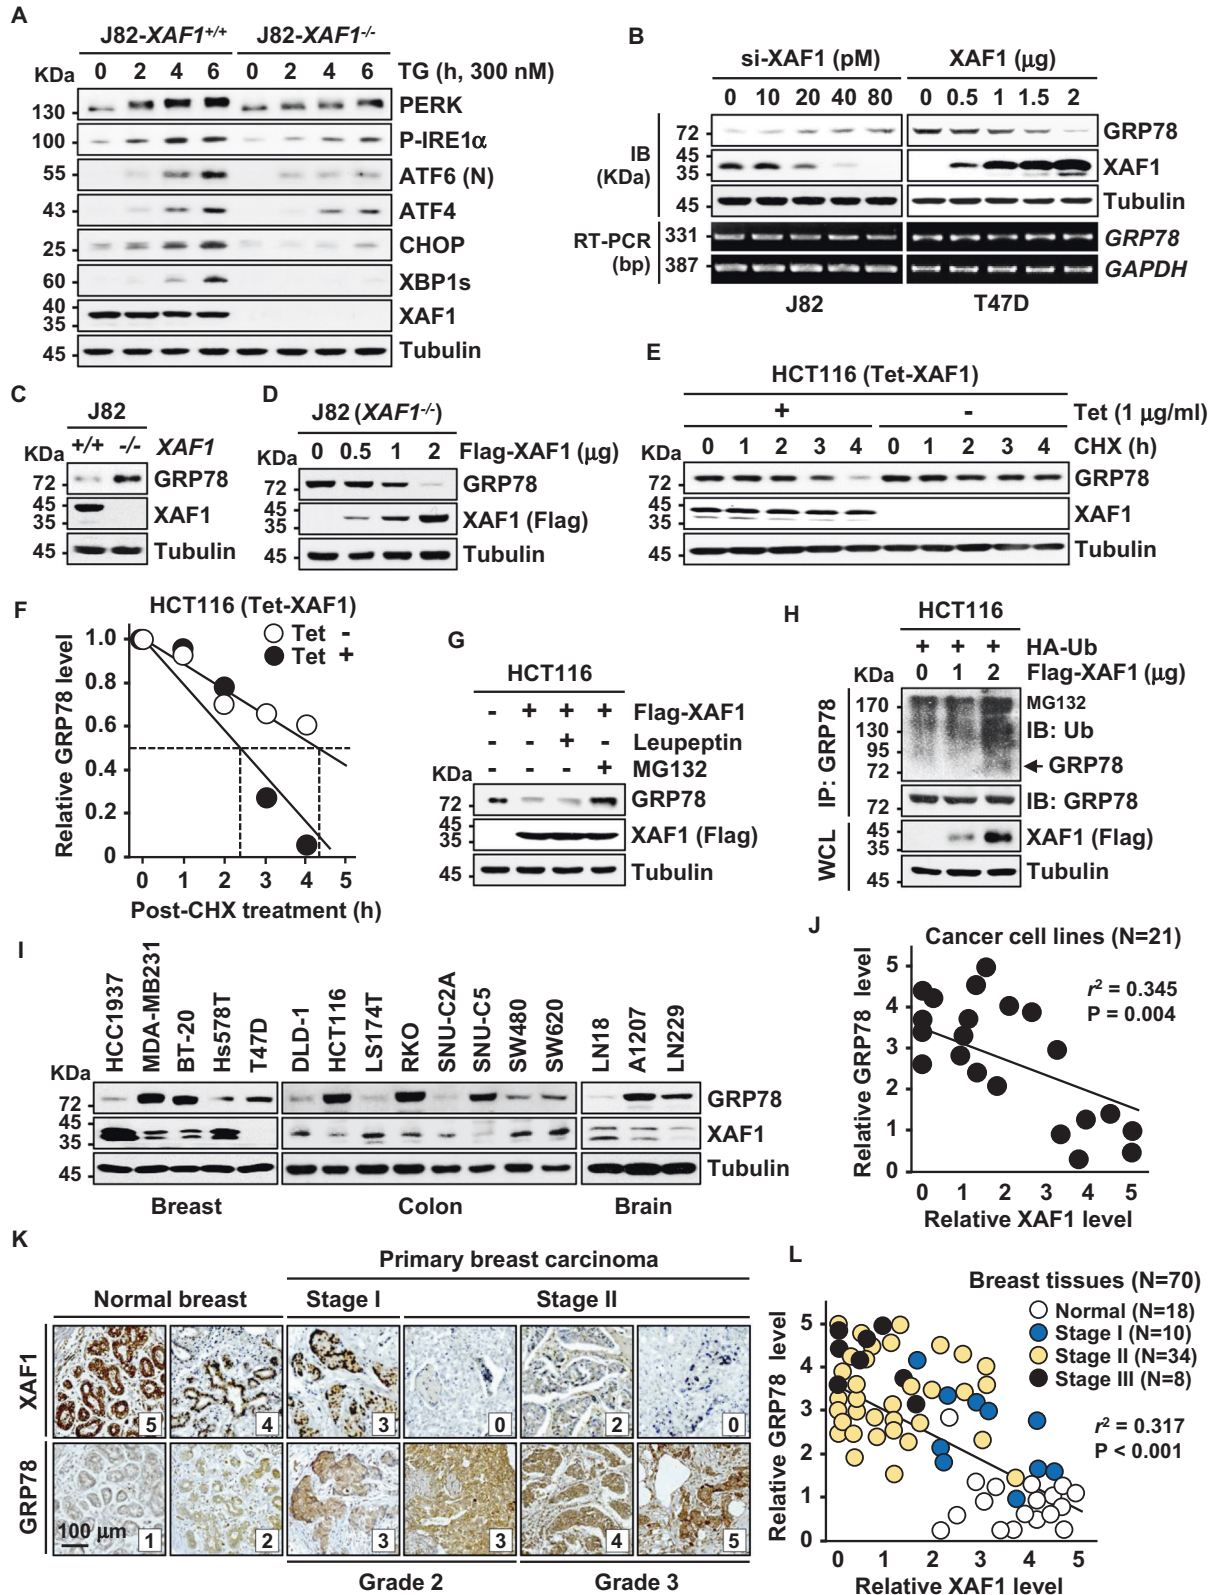 A
J82-XAF1+/+ J82-XAF1-/-
KDa 0 2 4 6 0 2 4 6 TG (h, 300 nM)
130 PERK
100 P-IRE1α
55 ATF6 (N)
43 ATF4
25 CHOP
60 XBP1s
40
35 XAF1
45 Tubulin
B
si-XAF1 (pM) XAF1 (µg)
0 10 20 40 80 0 0.5 1 1.5 2
IB (KDa)
72 GRP78
45
35 XAF1
45 Tubulin
RT-PCR (bp)
331 GRP78
387 GAPDH
J82 T47D
C
J82
KDa +/+ -/- XAF1
72 GRP78
45
35 XAF1
45 Tubulin
D
J82 (XAF1-/-)
KDa 0 0.5 1 2 Flag-XAF1 (µg)
72 GRP78
45
35 XAF1 (Flag)
45 Tubulin
E
HCT116 (Tet-XAF1)
+ - Tet (1 µg/ml)
KDa 0 1 2 3 4 0 1 2 3 4 CHX (h)
72 GRP78
45
35 XAF1
45 Tubulin
F
HCT116 (Tet-XAF1)
Tet -
Tet +
Relative GRP78 level
1.0
0.8
0.6
0.4
0.2
0
0 1 2 3 4 5
Post-CHX treatment (h)
G
HCT116
- + + + Flag-XAF1
- - + - Leupeptin
KDa - - - + MG132
72 GRP78
45
35 XAF1 (Flag)
45 Tubulin
H
HCT116
+ + + HA-Ub
KDa 0 1 2 Flag-XAF1 (µg)
IP: GRP78
170 MG132
130 IB: Ub
95
72 GRP78
72 IB: GRP78
WCL
45
35 XAF1 (Flag)
45 Tubulin
I
HCC1937 MDA-MB231 BT-20 Hs578T T47D DLD-1 HCT116 LS174T RKO SNU-C2A SNU-C5 SW480 SW620 LN18 A1207 LN229
KDa
72 GRP78
45
35 XAF1
45 Tubulin
Breast Colon Brain
J
Cancer cell lines (N=21)
r2 = 0.345
P = 0.004
Relative GRP78 level
5
4
3
2
1
0
0 1 2 3 4 5
Relative XAF1 level
K
Primary breast carcinoma
Normal breast Stage I Stage II
XAF1
5 4 3 0 2 0
GRP78
100 µm
1 2 3 3 4 5
Grade 2 Grade 3
L
Breast tissues (N=70)
Normal (N=18)
Stage I (N=10)
Stage II (N=34)
Stage III (N=8)
r2 = 0.317
P < 0.001
Relative GRP78 level
5
4
3
2
1
0
0 1 2 3 4 5
Relative XAF1 level